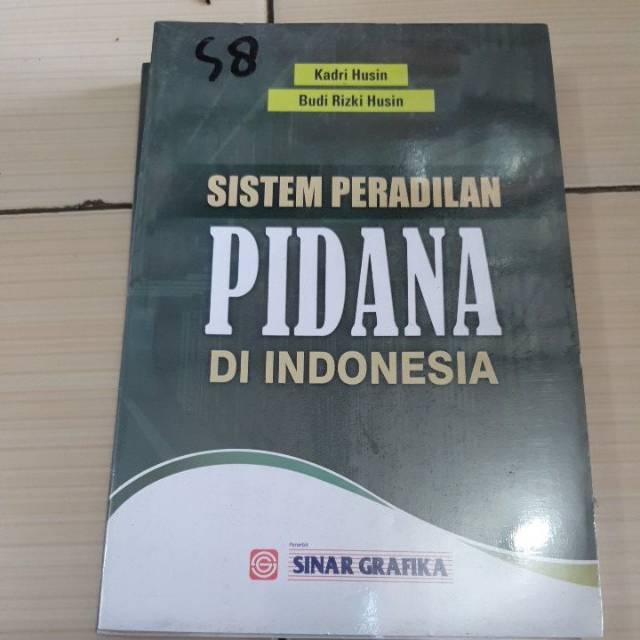 58
Kadri Husin
Budi Rizki Husin
SISTEM PERADILAN
PIDANA
DI INDONESIA
Penerbit
SINAR GRAFIKA